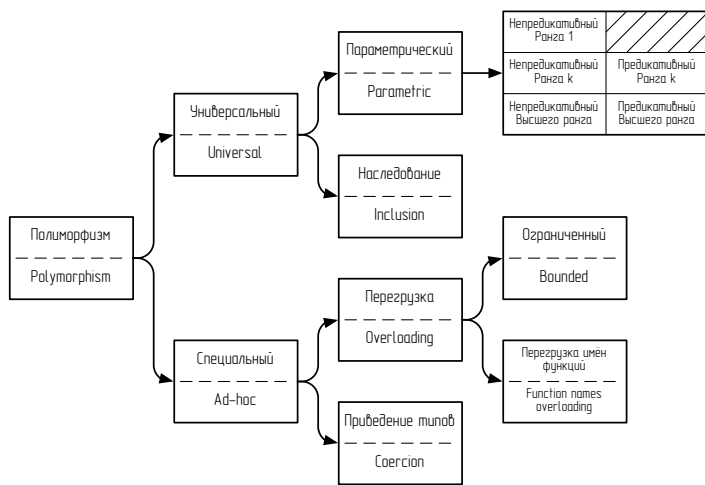 Полиморфизм
Polymorphism
Универсальный
Universal
Специальный
Ad-hoc
Параметрический
Parametric
Наследование
Inclusion
Перегрузка
Overloading
Приведение типов
Coercion
Непредикативный
Ранга 1
Непредикативный
Ранга k
Предикативный
Ранга k
Непредикативный
Высшего ранга
Предикативный
Высшего ранга
Ограниченный
Bounded
Перегрузка имён
функций
Function names
overloading